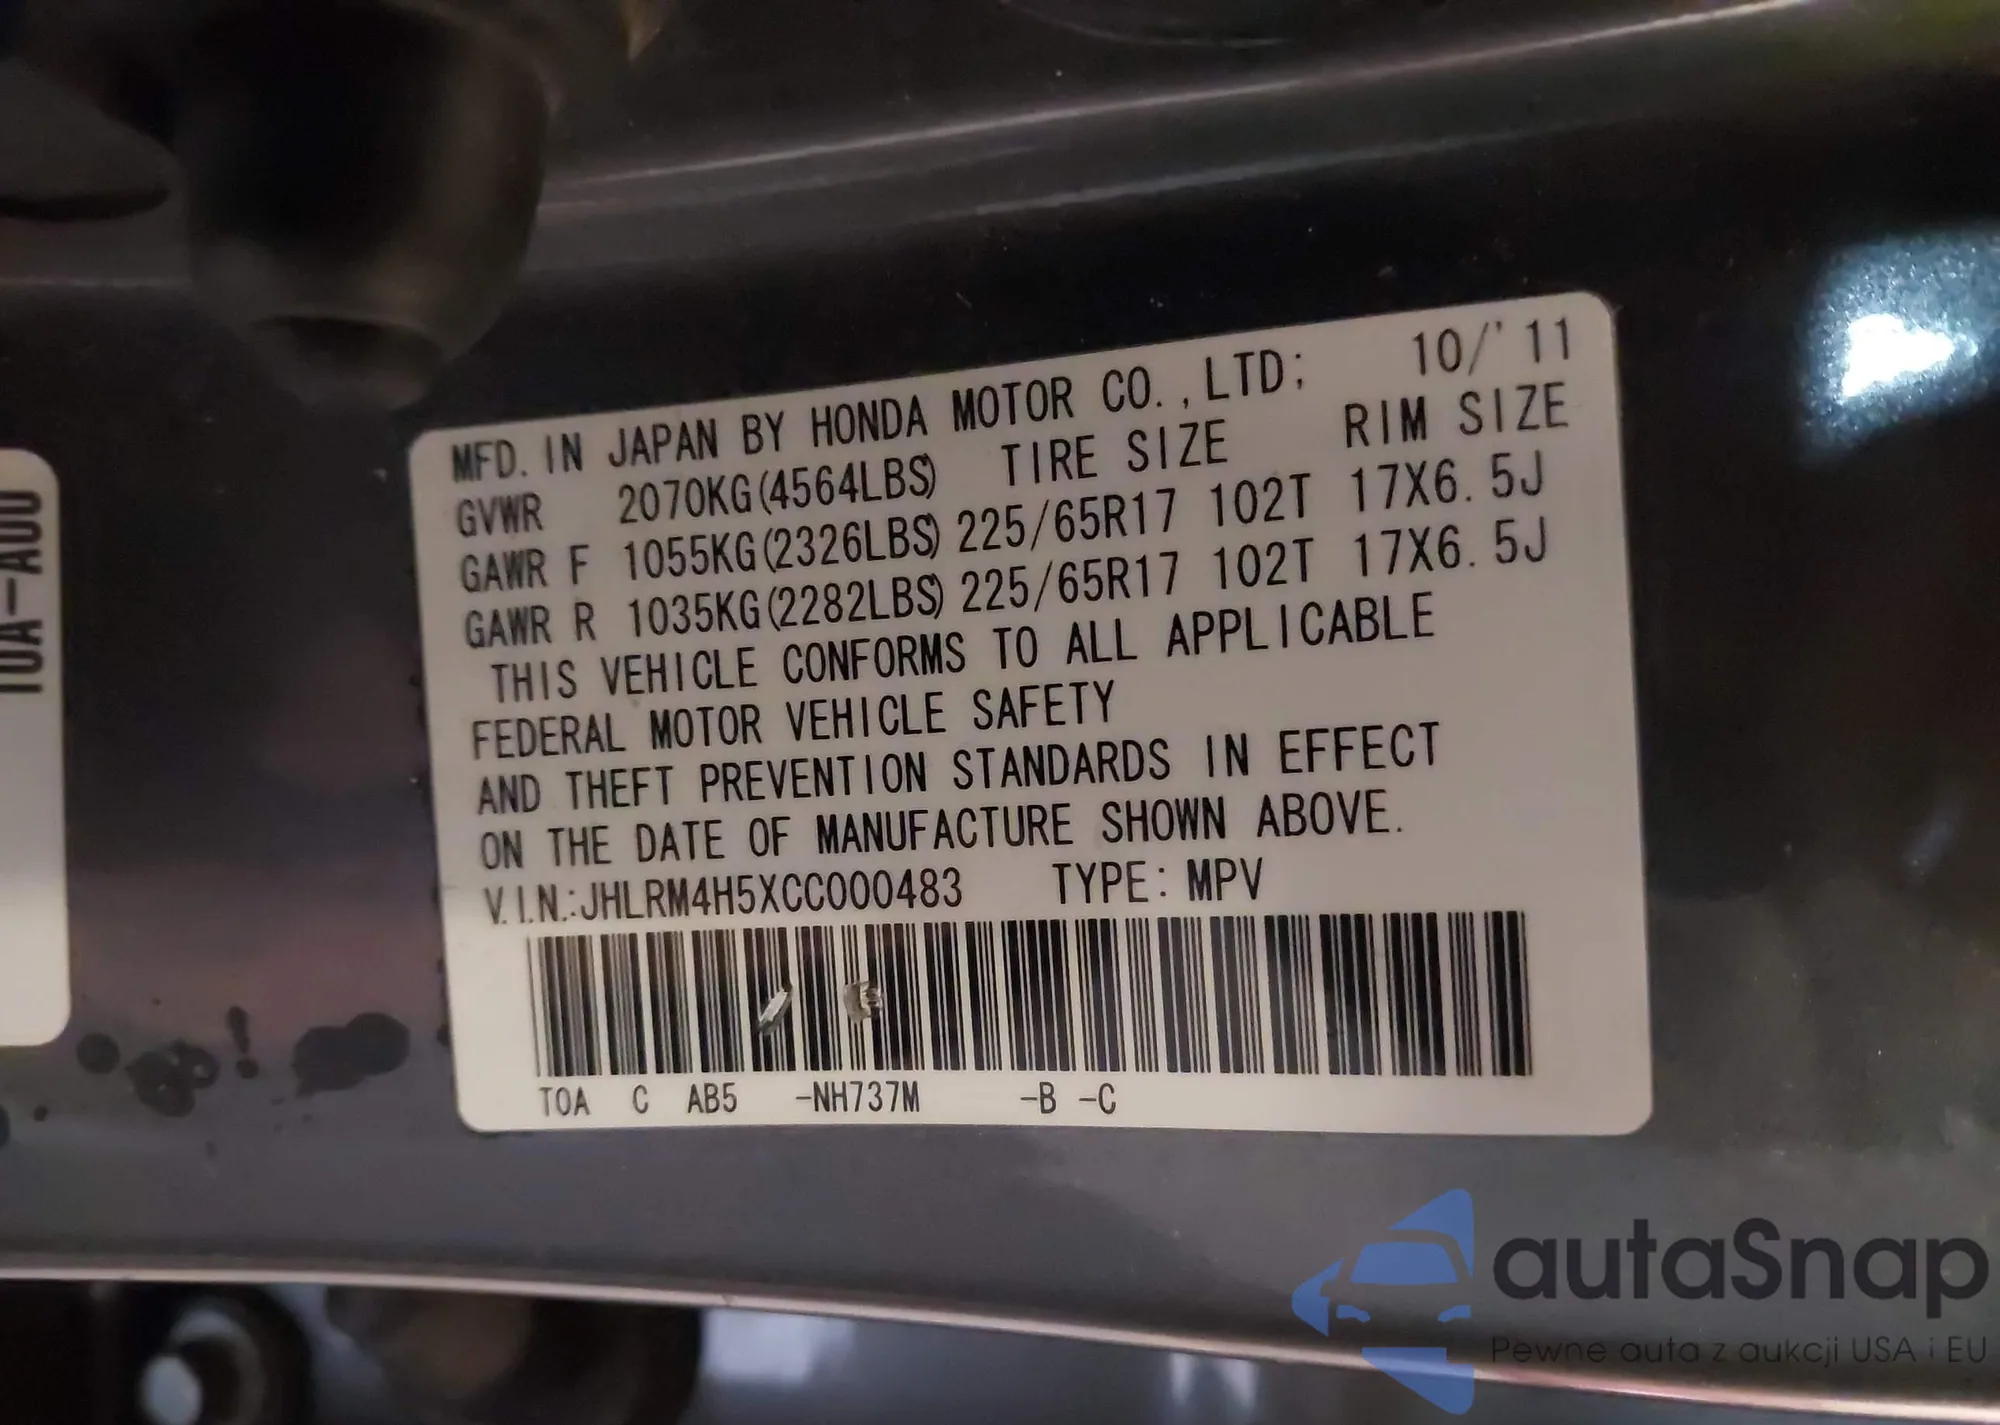 10A-A00
MFD. IN JAPAN BY HONDA MOTOR CO.,LTD; 10/'11
GVWR 2070KG(4564LBS) TIRE SIZE RIM SIZE
GAWR F 1055KG(2326LBS) 225/65R17 102T 17X6.5J
GAWR R 1035KG(2282LBS) 225/65R17 102T 17X6.5J
THIS VEHICLE CONFORMS TO ALL APPLICABLE
FEDERAL MOTOR VEHICLE SAFETY
AND THEFT PREVENTION STANDARDS IN EFFECT
ON THE DATE OF MANUFACTURE SHOWN ABOVE.
V.I.N.:JHLRM4H5XCC000483 TYPE: MPV
TOA C AB5 -NH737M -B -C
autaSnap
Pewne auta z aukcji USA i EU